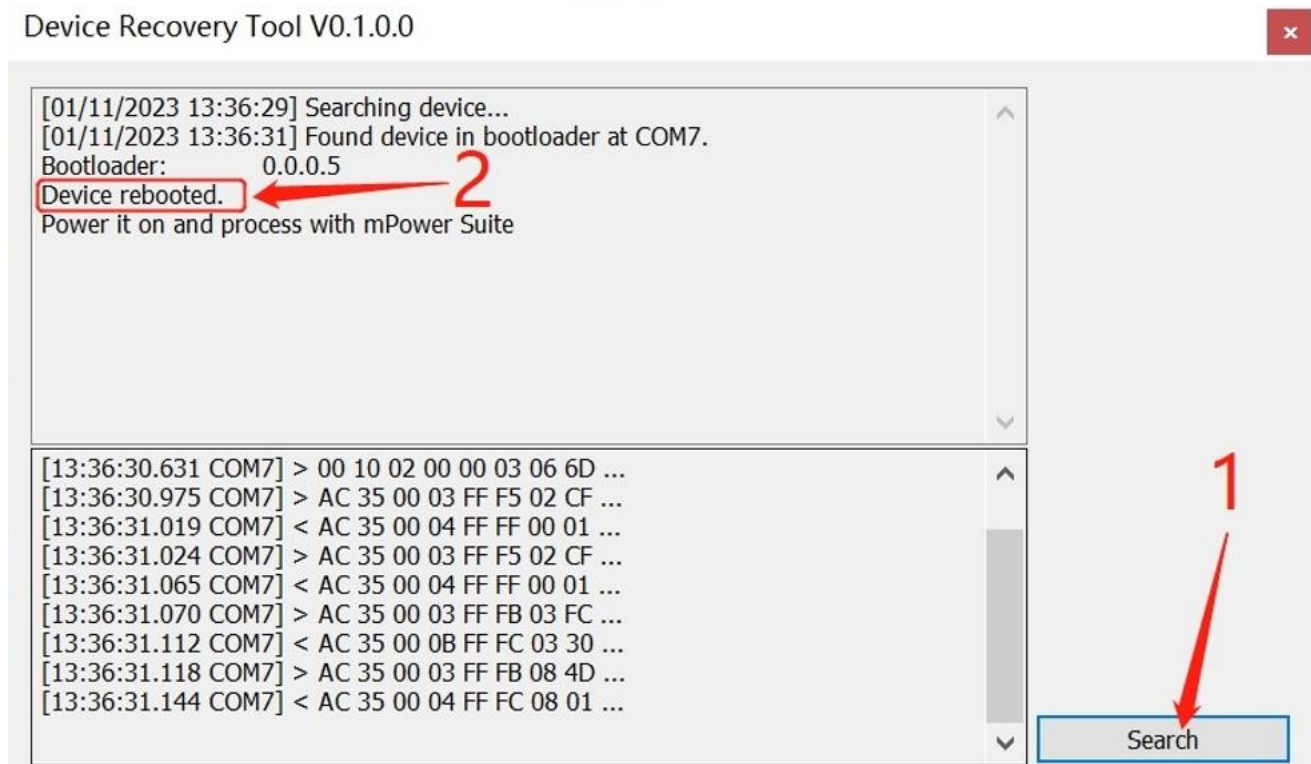 Device Recovery Tool V0.1.0.0
x
[01/11/2023 13:36:29] Searching device...
[01/11/2023 13:36:31] Found device in bootloader at COM7.
Bootloader: 0.0.0.5
2
Device rebooted.
Power it on and process with mPower Suite
[13:36:30.631 COM7] > 00 10 02 00 00 03 06 6D ...
[13:36:30.975 COM7] > AC 35 00 03 FF F5 02 CF ...
[13:36:31.019 COM7] < AC 35 00 04 FF FF 00 01 ...
[13:36:31.024 COM7] > AC 35 00 03 FF F5 02 CF ...
[13:36:31.065 COM7] < AC 35 00 04 FF FF 00 01 ...
[13:36:31.070 COM7] > AC 35 00 03 FF FB 03 FC ...
[13:36:31.112 COM7] < AC 35 00 0B FF FC 03 30 ...
[13:36:31.118 COM7] > AC 35 00 03 FF FB 08 4D ...
[13:36:31.144 COM7] < AC 35 00 04 FF FC 08 01 ...
1
Search